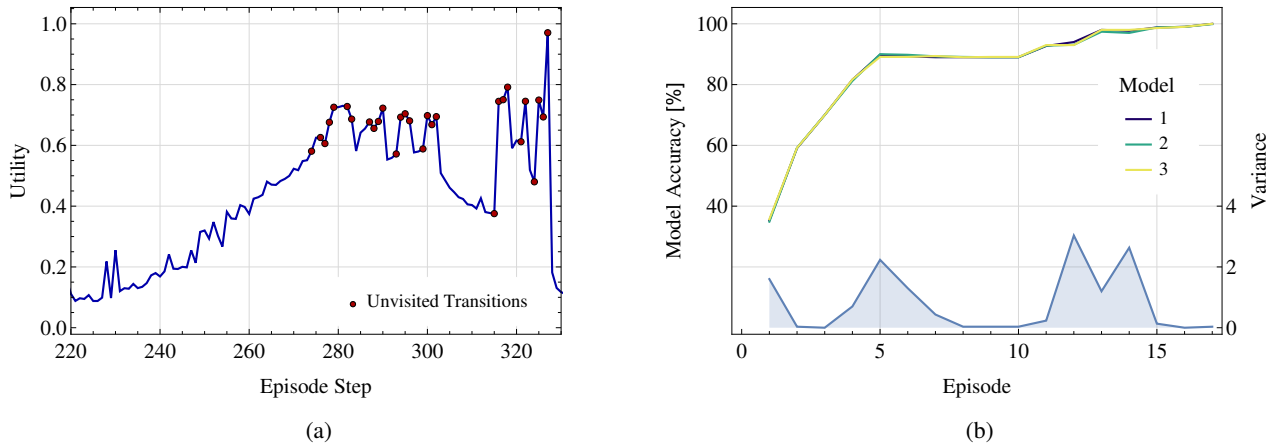 1.0
0.8
0.6
0.4
0.2
0.0
Utility
Unvisited Transitions
220 240 260 280 300 320
Episode Step
(a)
100
80
60
40
Model Accuracy [%]
Model
1
2
3
4
2
0
Variance
0 5 10 15
Episode
(b)